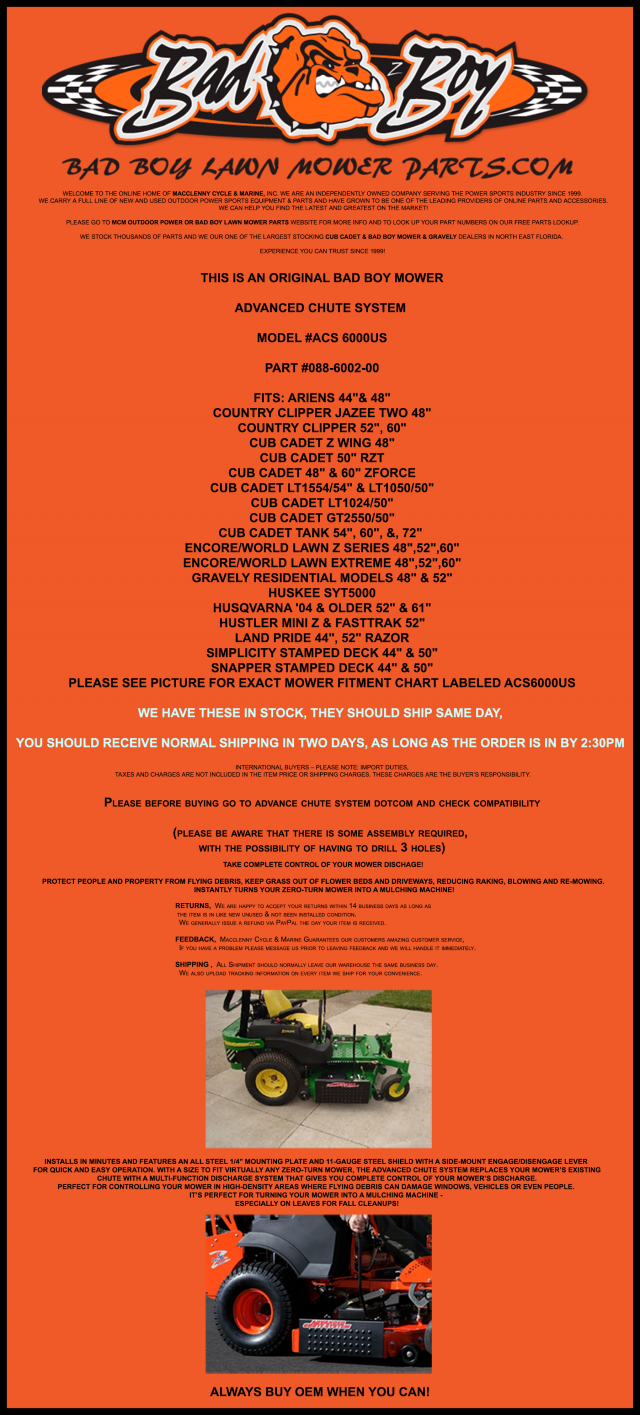 Bad Boy
Z
BAD BOY LAWN MOWER PARTS.COM
WELCOME TO THE ONLINE HOME OF MACCLENNY CYCLE & MARINE, INC. WE ARE AN INDEPENDENTLY OWNED COMPANY SERVING THE POWER SPORTS INDUSTRY SINCE 1999.
WE CARRY A FULL LINE OF NEW AND USED OUTDOOR POWER SPORTS EQUIPMENT & PARTS AND HAVE GROWN TO BE ONE OF THE LEADING PROVIDERS OF ONLINE PARTS AND ACCESSORIES.
WE CAN HELP YOU FIND THE LATEST AND GREATEST ON THE MARKET!
PLEASE GO TO MCM OUTDOOR POWER OR BAD BOY LAWN MOWER PARTS WEBSITE FOR MORE INFO AND TO LOOK UP YOUR PART NUMBERS ON OUR FREE PARTS LOOKUP.
WE STOCK THOUSANDS OF PARTS AND WE OUR ONE OF THE LARGEST STOCKING CUB CADET & BAD BOY MOWER & GRAVELY DEALERS IN NORTH EAST FLORIDA.
EXPERIENCE YOU CAN TRUST SINCE 1999!
THIS IS AN ORIGINAL BAD BOY MOWER
ADVANCED CHUTE SYSTEM
MODEL #ACS 6000US
PART #088-6002-00
FITS: ARIENS 44"& 48"
COUNTRY CLIPPER JAZEE TWO 48"
COUNTRY CLIPPER 52", 60"
CUB CADET Z WING 48"
CUB CADET 50" RZT
CUB CADET 48" & 60" ZFORCE
CUB CADET LT1554/54" & LT1050/50"
CUB CADET LT1024/50"
CUB CADET GT2550/50"
CUB CADET TANK 54", 60", &, 72"
ENCORE/WORLD LAWN Z SERIES 48",52",60"
ENCORE/WORLD LAWN EXTREME 48",52",60"
GRAVELY RESIDENTIAL MODELS 48" & 52"
HUSKEE SYT5000
HUSQVARNA '04 & OLDER 52" & 61"
HUSTLER MINI Z & FASTTRAK 52"
LAND PRIDE 44", 52" RAZOR
SIMPLICITY STAMPED DECK 44" & 50"
SNAPPER STAMPED DECK 44" & 50"
PLEASE SEE PICTURE FOR EXACT MOWER FITMENT CHART LABELED ACS6000US
WE HAVE THESE IN STOCK, THEY SHOULD SHIP SAME DAY,
YOU SHOULD RECEIVE NORMAL SHIPPING IN TWO DAYS, AS LONG AS THE ORDER IS IN BY 2:30PM
INTERNATIONAL BUYERS – PLEASE NOTE: IMPORT DUTIES,
TAXES AND CHARGES ARE NOT INCLUDED IN THE ITEM PRICE OR SHIPPING CHARGES. THESE CHARGES ARE THE BUYER'S RESPONSIBILITY.
PLEASE BEFORE BUYING GO TO ADVANCE CHUTE SYSTEM DOTCOM AND CHECK COMPATIBILITY
(PLEASE BE AWARE THAT THERE IS SOME ASSEMBLY REQUIRED,
WITH THE POSSIBILITY OF HAVING TO DRILL 3 HOLES)
TAKE COMPLETE CONTROL OF YOUR MOWER DISCHAGE!
PROTECT PEOPLE AND PROPERTY FROM FLYING DEBRIS, KEEP GRASS OUT OF FLOWER BEDS AND DRIVEWAYS, REDUCING RAKING, BLOWING AND RE-MOWING.
INSTANTLY TURNS YOUR ZERO-TURN MOWER INTO A MULCHING MACHINE!
RETURNS, WE ARE HAPPY TO ACCEPT YOUR RETURNS WITHIN 14 BUSINESS DAYS AS LONG AS
THE ITEM IS IN LIKE NEW UNUSED & NOT BEEN INSTALLED CONDITION.
WE GENERALLY ISSUE A REFUND VIA PAYPAL THE DAY YOUR ITEM IS RECEIVED.
FEEDBACK, MACCLENNY CYCLE & MARINE GUARANTEES OUR CUSTOMERS AMAZING CUSTOMER SERVICE,
IF YOU HAVE A PROBLEM PLEASE MESSAGE US PRIOR TO LEAVING FEEDBACK AND WE WILL HANDLE IT IMMEDIATELY.
SHIPPING , ALL SHIPMENT SHOULD NORMALLY LEAVE OUR WAREHOUSE THE SAME BUSINESS DAY.
WE ALSO UPLOAD TRACKING INFORMATION ON EVERY ITEM WE SHIP FOR YOUR CONVENIENCE.
INSTALLS IN MINUTES AND FEATURES AN ALL STEEL 1/4" MOUNTING PLATE AND 11-GAUGE STEEL SHIELD WITH A SIDE-MOUNT ENGAGE/DISENGAGE LEVER
FOR QUICK AND EASY OPERATION. WITH A SIZE TO FIT VIRTUALLY ANY ZERO-TURN MOWER, THE ADVANCED CHUTE SYSTEM REPLACES YOUR MOWER'S EXISTING
CHUTE WITH A MULTI-FUNCTION DISCHARGE SYSTEM THAT GIVES YOU COMPLETE CONTROL OF YOUR MOWER'S DISCHARGE.
PERFECT FOR CONTROLLING YOUR MOWER IN HIGH-DENSITY AREAS WHERE FLYING DEBRIS CAN DAMAGE WINDOWS, VEHICLES OR EVEN PEOPLE.
IT'S PERFECT FOR TURNING YOUR MOWER INTO A MULCHING MACHINE -
ESPECIALLY ON LEAVES FOR FALL CLEANUPS!
ALWAYS BUY OEM WHEN YOU CAN!